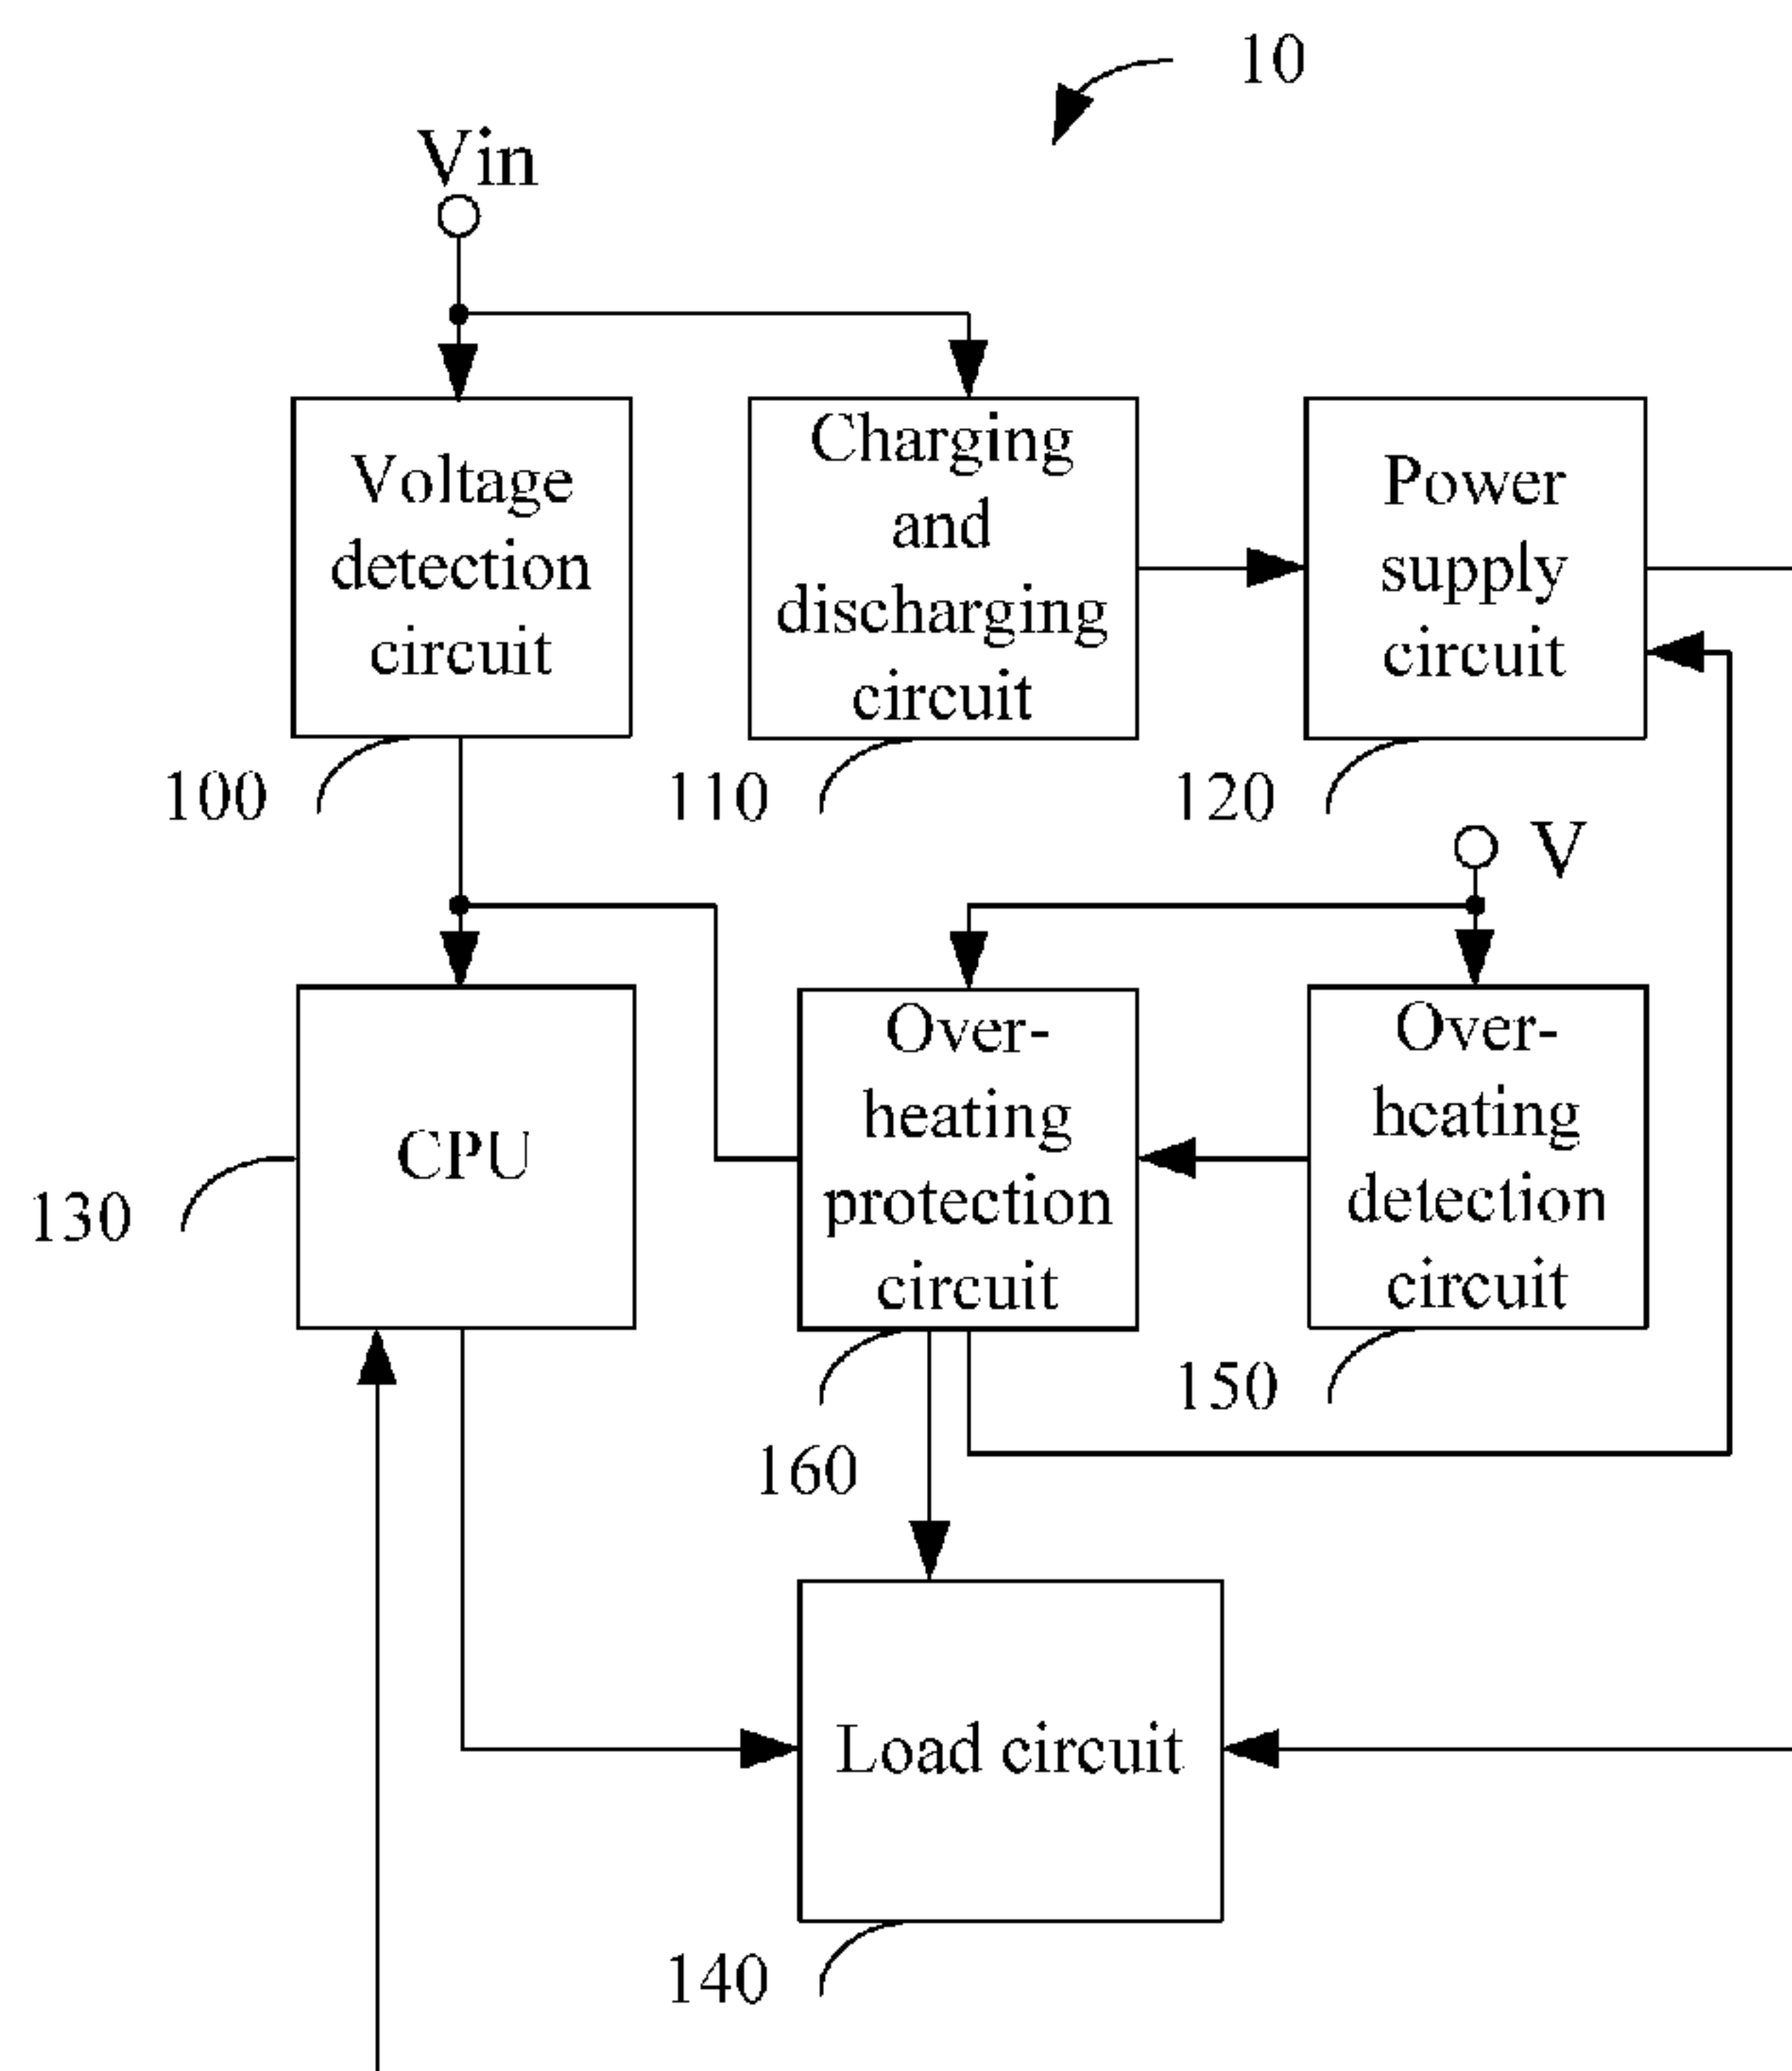 10
Vin
Voltage
detection
circuit
Charging
and
discharging
circuit
Power
supply
circuit
100
110
120
V
CPU
Over-
heating
protection
circuit
Over-
hcating
detection
circuit
130
150
160
Load circuit
140